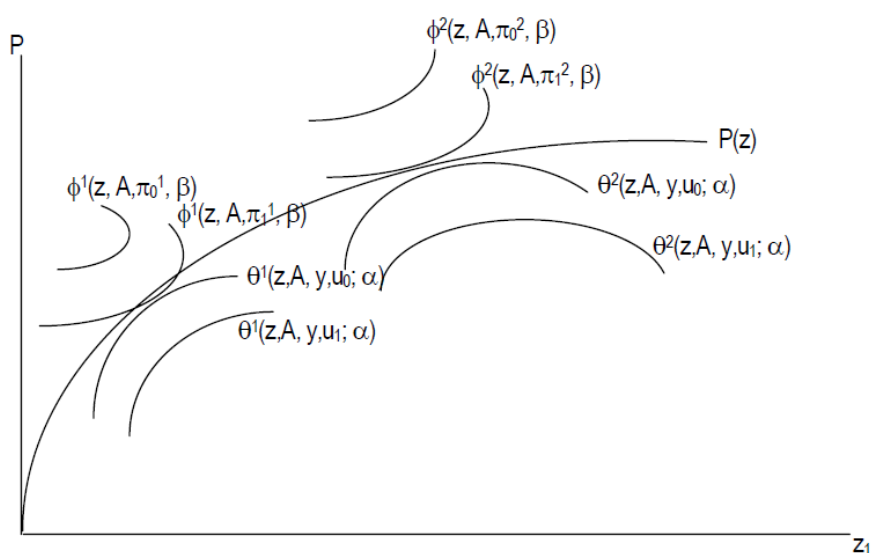 ϕ²(z, A,π₀², β)
P
ϕ²(z, A,π₁², β)
P(z)
ϕ¹(z, A,π₀¹, β)
θ²(z,A, y,u₀; α)
ϕ¹(z, A,π₁¹, β)
θ²(z,A, y,u₁; α)
θ¹(z,A, y,u₀; α)
θ¹(z,A, y,u₁; α)
z₁